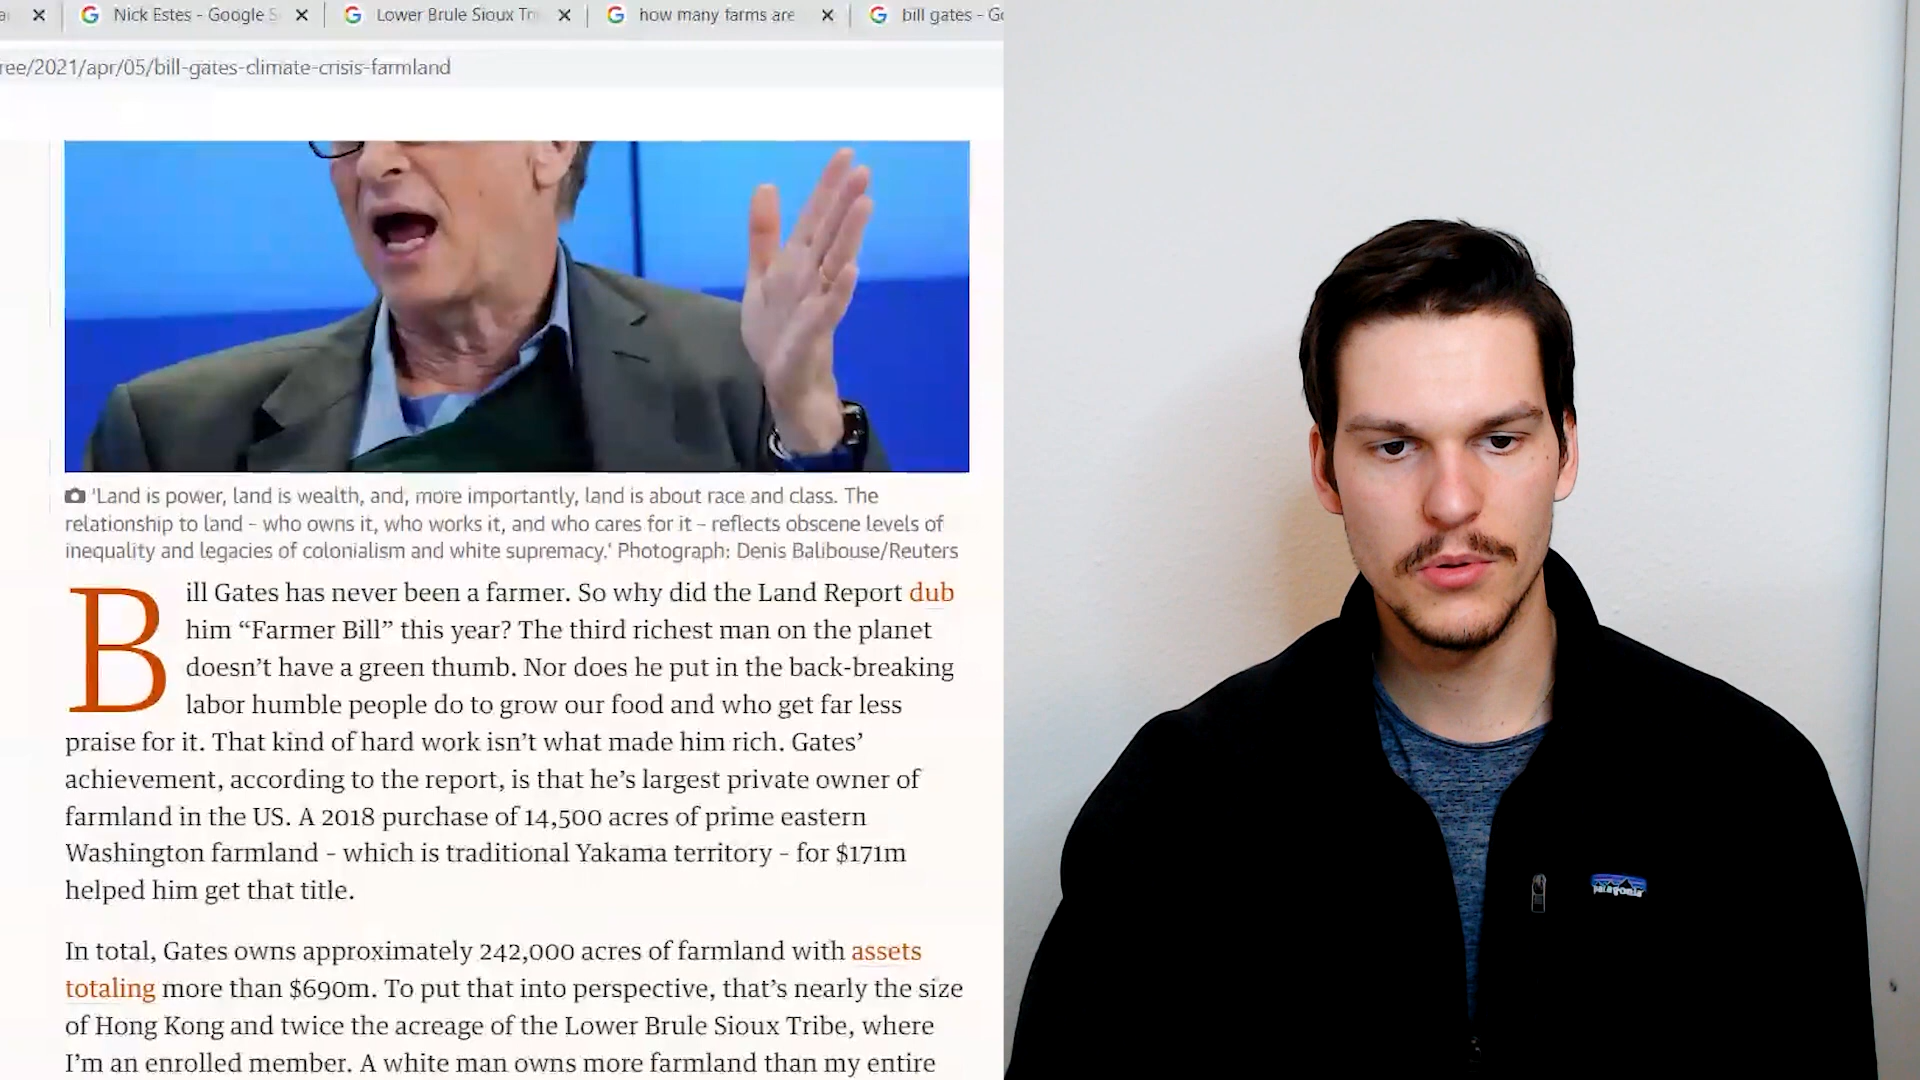 Nick Estes - Google S
Lower Brule Sioux Tri
how many farms are
bill gates - Go
ree/2021/apr/05/bill-gates-climate-crisis-farmland
'Land is power, land is wealth, and, more importantly, land is about race and class. The
relationship to land – who owns it, who works it, and who cares for it – reflects obscene levels of
inequality and legacies of colonialism and white supremacy.' Photograph: Denis Balibouse/Reuters
Bill Gates has never been a farmer. So why did the Land Report dub
him “Farmer Bill” this year? The third richest man on the planet
doesn’t have a green thumb. Nor does he put in the back-breaking
labor humble people do to grow our food and who get far less
praise for it. That kind of hard work isn’t what made him rich. Gates’
achievement, according to the report, is that he’s largest private owner of
farmland in the US. A 2018 purchase of 14,500 acres of prime eastern
Washington farmland – which is traditional Yakama territory – for $171m
helped him get that title.
In total, Gates owns approximately 242,000 acres of farmland with assets
totaling more than $690m. To put that into perspective, that’s nearly the size
of Hong Kong and twice the acreage of the Lower Brule Sioux Tribe, where
I’m an enrolled member. A white man owns more farmland than my entire
patagonia